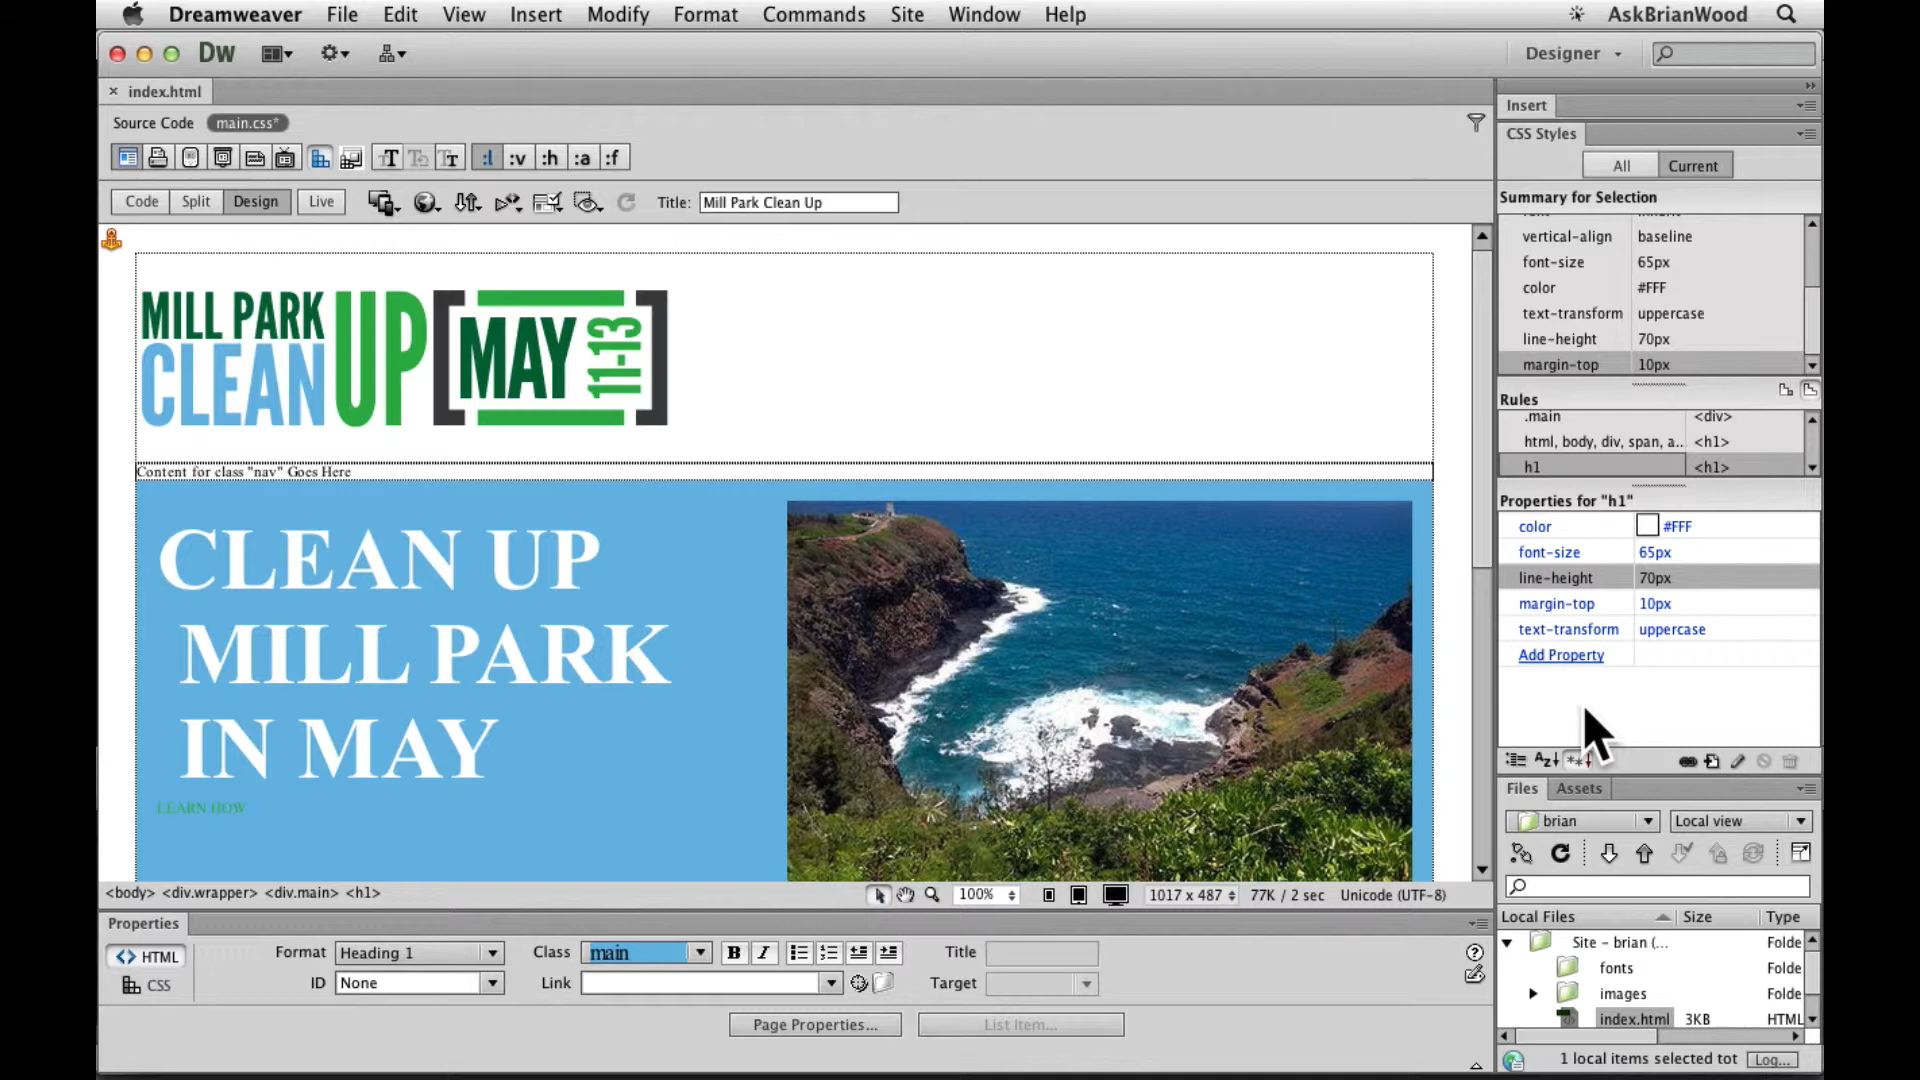 Dreamweaver File Edit View Insert Modify Format Commands Site Window Help AskBrianWood
Dw Designer
index.html
Source Code main.css*
:l :v :h :a :f
Code Split Design Live Title: Mill Park Clean Up
MILL PARK
CLEAN
UP
[MAY
11-13]
Content for class "nav" Goes Here
CLEAN UP
MILL PARK
IN MAY
LEARN HOW
<body> <div.wrapper> <div.main> <h1> 100% 1017 x 487 77K / 2 sec Unicode (UTF-8)
Properties
HTML Format Heading 1 Class main B I Title
CSS ID None Link Target
Page Properties... List Item...
Insert
CSS Styles
All Current
Summary for Selection
vertical-align baseline
font-size 65px
color #FFF
text-transform uppercase
line-height 70px
margin-top 10px
Rules
.main <div>
html, body, div, span, a.. <h1>
h1 <h1>
Properties for "h1"
color #FFF
font-size 65px
line-height 70px
margin-top 10px
text-transform uppercase
Add Property
Files Assets
brian Local view
Local Files Size Type
Site - brian (... Folde
fonts Folde
images Folde
index.html 3KB HTML
1 local items selected tot Log...